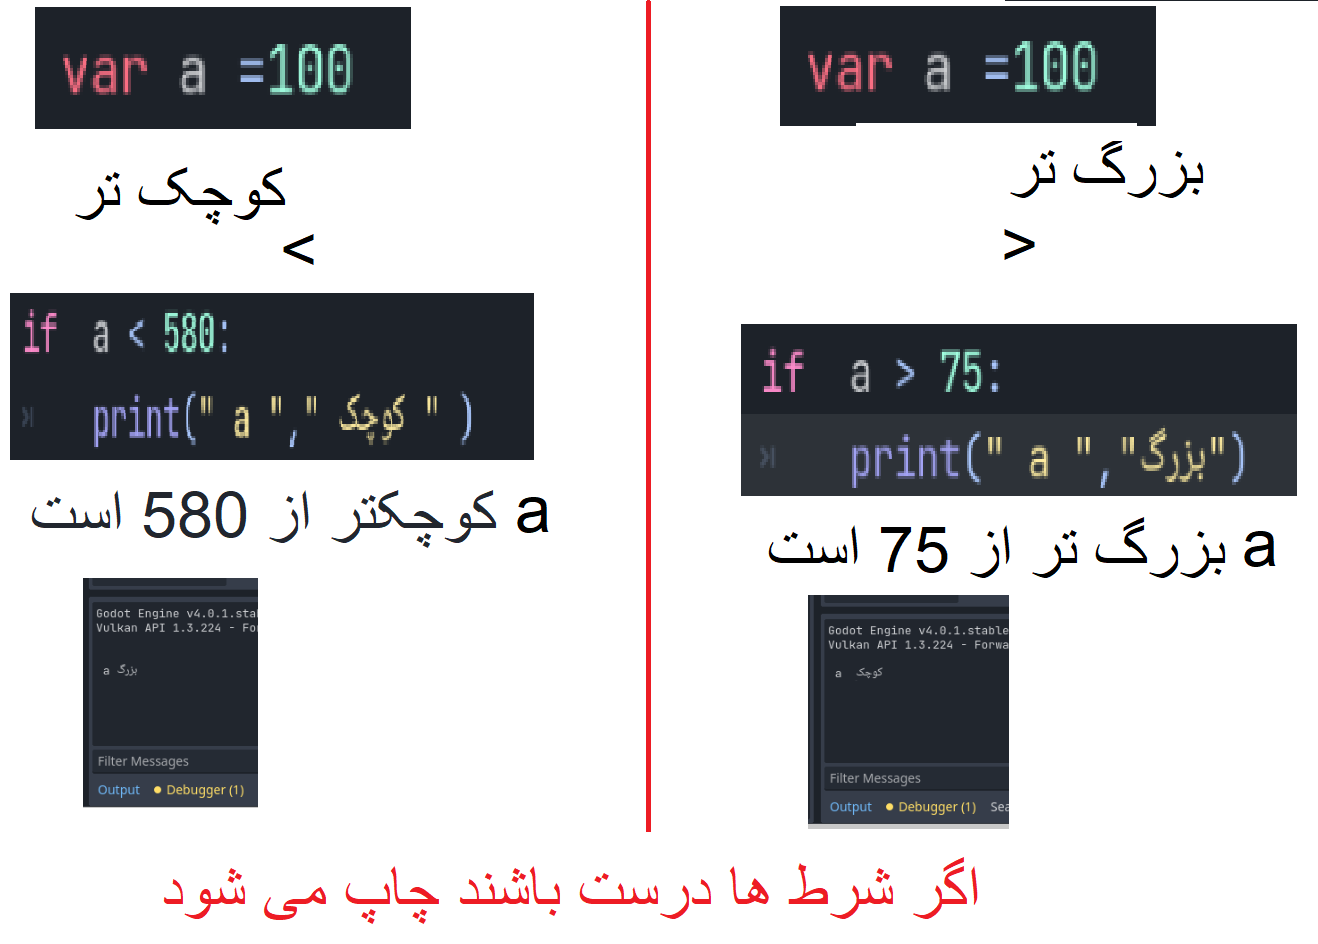 var a =100
کوچک تر
<
if a < 580:
print(" a "," کوچک " )
a کوچکتر از 580 است
Godot Engine v4.0.1.sta
Vulkan API 1.3.224 - Fo
a بزرگ
Filter Messages
Output Debugger (1)
var a =100
بزرگ تر
>
if a > 75:
print(" a ","بزرگ")
a بزرگ تر از 75 است
Godot Engine v4.0.1.stable
Vulkan API 1.3.224 - Forwa
a کوچک
Filter Messages
Output Debugger (1) Sea
اگر شرط ها درست باشند چاپ می شود